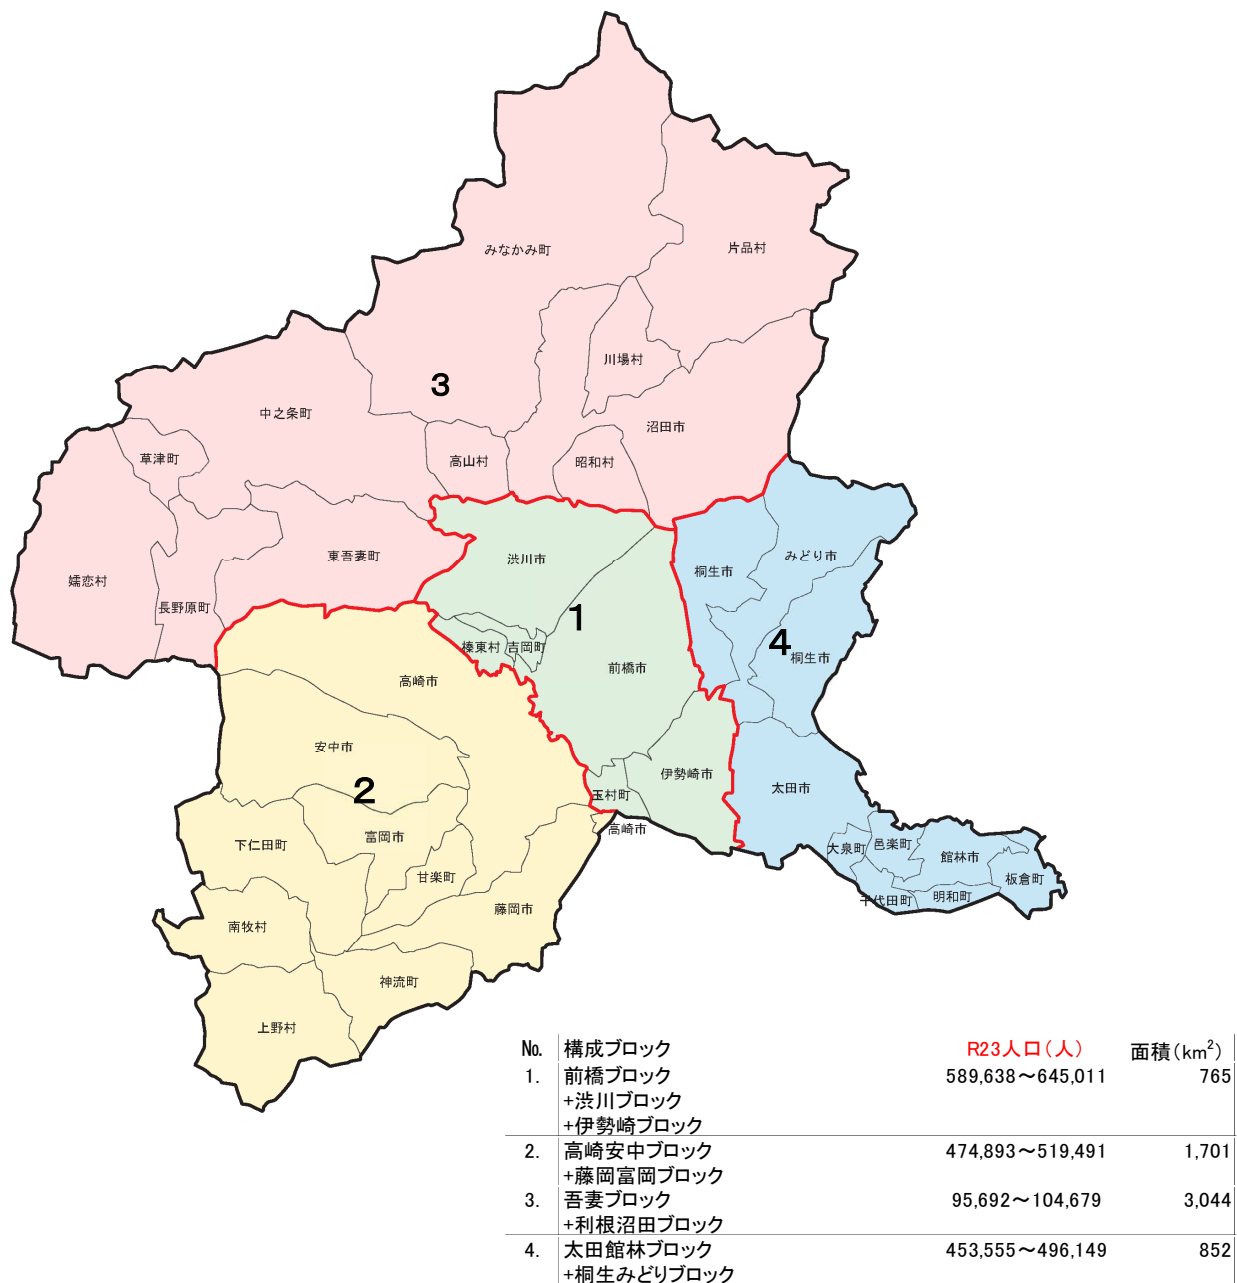 みなかみ町
片品村
川場村
3
中之条町
沼田市
草津町
高山村
昭和村
東吾妻町
渋川市
みどり市
桐生市
嬬恋村
長野原町
1
4
榛東村
吉岡町
桐生市
前橋市
高崎市
安中市
伊勢崎市
2
太田市
玉村町
高崎市
富岡市
下仁田町
大泉町
邑楽町
館林市
甘楽町
板倉町
千代田町
明和町
藤岡市
南牧村
神流町
上野村
No. 構成ブロック R23人口(人) 面積(km²)
1. 前橋ブロック 589,638～645,011 765
+渋川ブロック
+伊勢崎ブロック
2. 高崎安中ブロック 474,893～519,491 1,701
+藤岡富岡ブロック
3. 吾妻ブロック 95,692～104,679 3,044
+利根沼田ブロック
4. 太田館林ブロック 453,555～496,149 852
+桐生みどりブロック